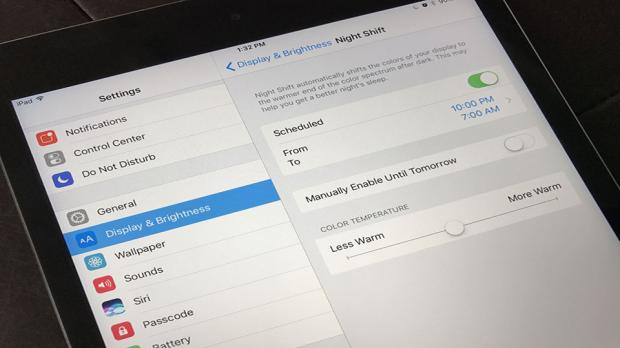 iPad
1:32 PM
Settings
Notifications
Control Center
Do Not Disturb
General
AA Display & Brightness
Wallpaper
Sounds
Siri
Passcode
Battery
Display & Brightness Night Shift
Night Shift automatically shifts the colors of your display to
the warmer end of the color spectrum after dark. This may
help you get a better night's sleep.
Scheduled
From 10:00 PM
To 7:00 AM
Manually Enable Until Tomorrow
COLOR TEMPERATURE
Less Warm More Warm